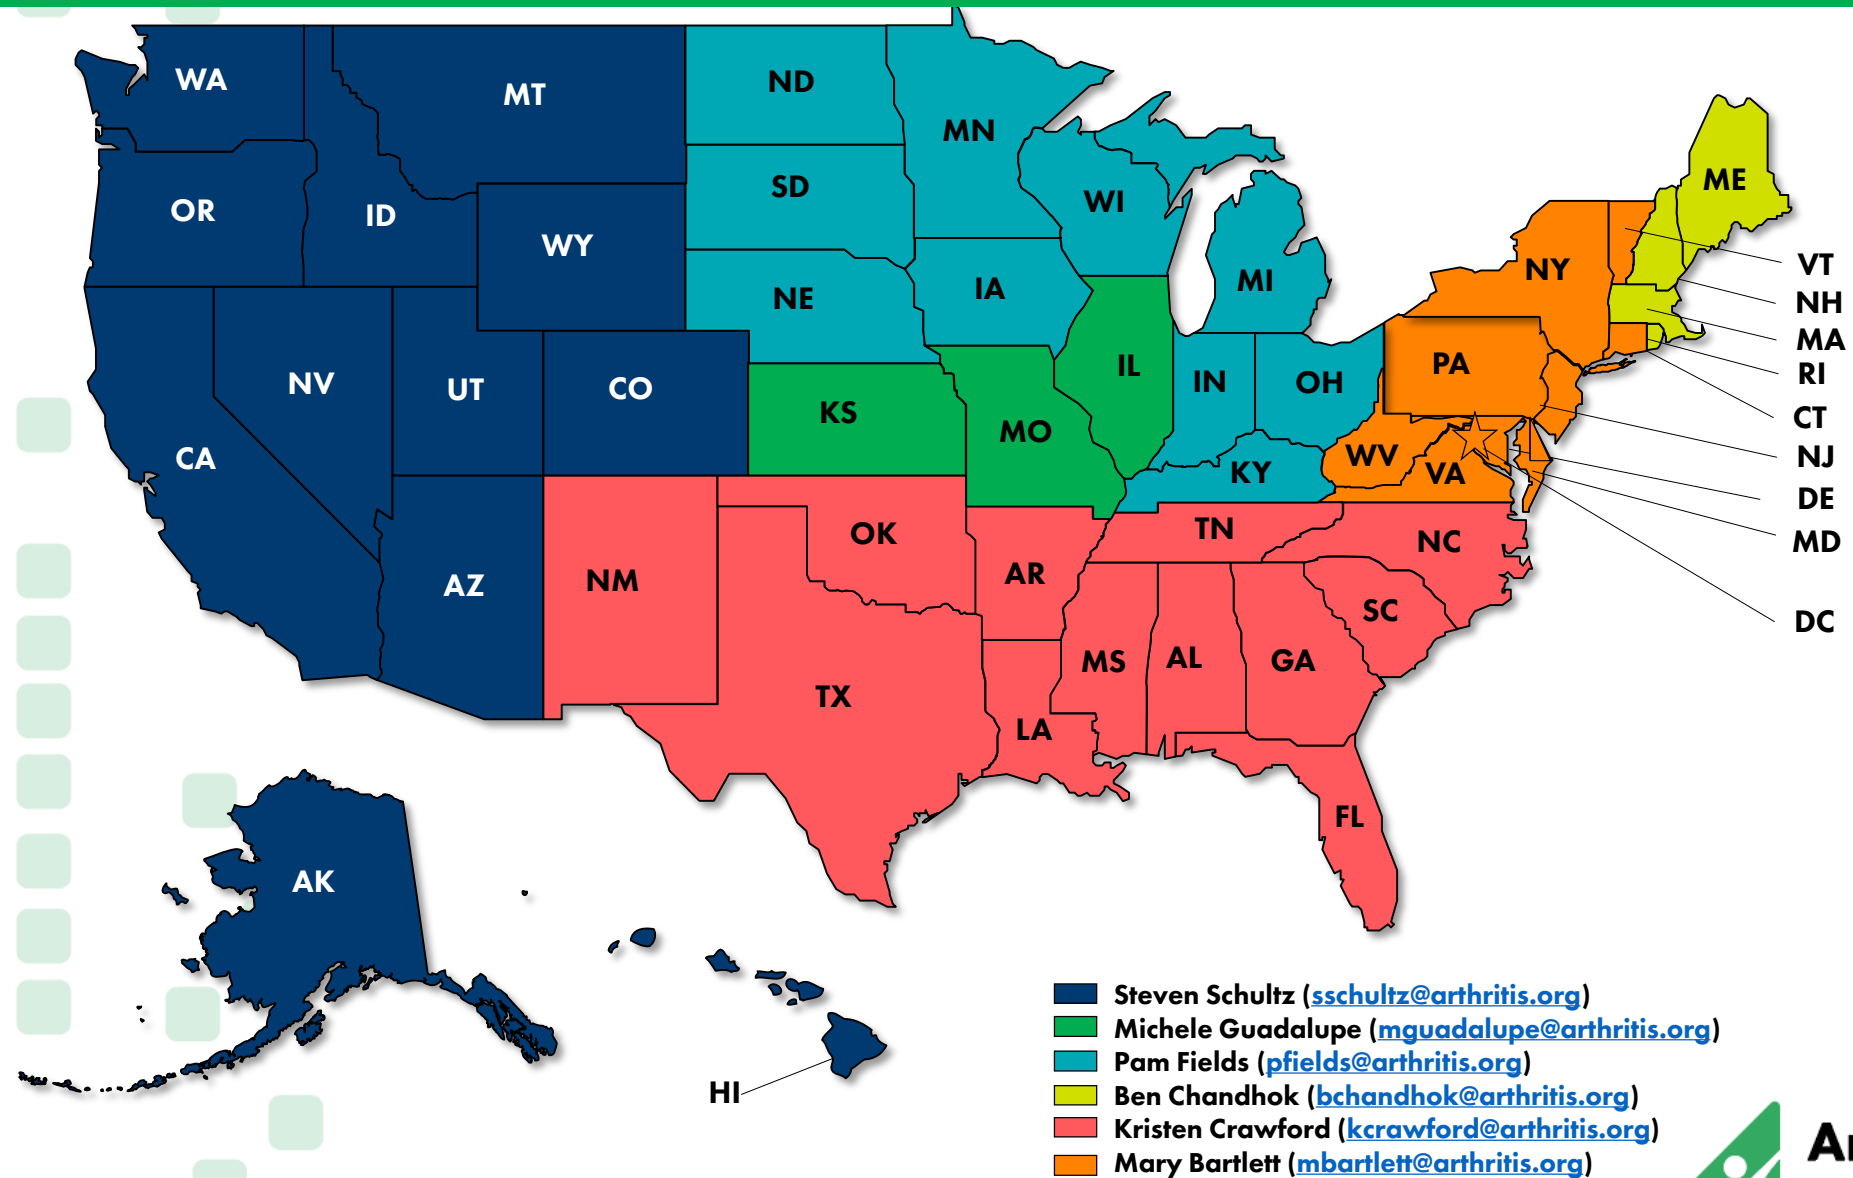 WA
MT
ND
MN
OR
ID
WY
SD
WI
ME
NE
IA
MI
NY
VT
NH
MA
RI
CT
NJ
DE
MD
DC
NV
UT
CO
KS
MO
IL
IN
OH
PA
CA
KY
WV
VA
AZ
NM
OK
AR
TN
NC
SC
TX
LA
MS
AL
GA
FL
AK
HI
Steven Schultz (sschultz@arthritis.org)
Michele Guadalupe (mguadalupe@arthritis.org)
Pam Fields (pfields@arthritis.org)
Ben Chandhok (bchandhok@arthritis.org)
Kristen Crawford (kcrawford@arthritis.org)
Mary Bartlett (mbartlett@arthritis.org)